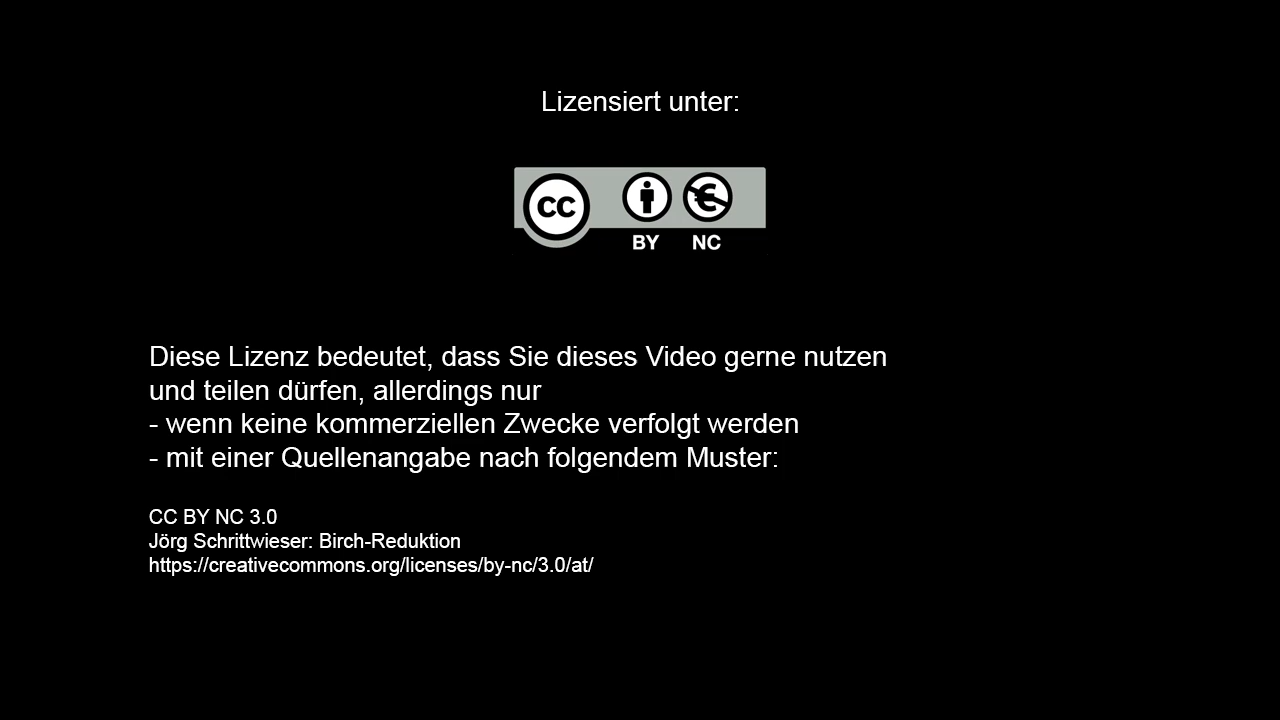 Lizensiert unter:
CC
BY NC
Diese Lizenz bedeutet, dass Sie dieses Video gerne nutzen
und teilen dürfen, allerdings nur
- wenn keine kommerziellen Zwecke verfolgt werden
- mit einer Quellenangabe nach folgendem Muster:
CC BY NC 3.0
Jörg Schrittwieser: Birch-Reduktion
https://creativecommons.org/licenses/by-nc/3.0/at/